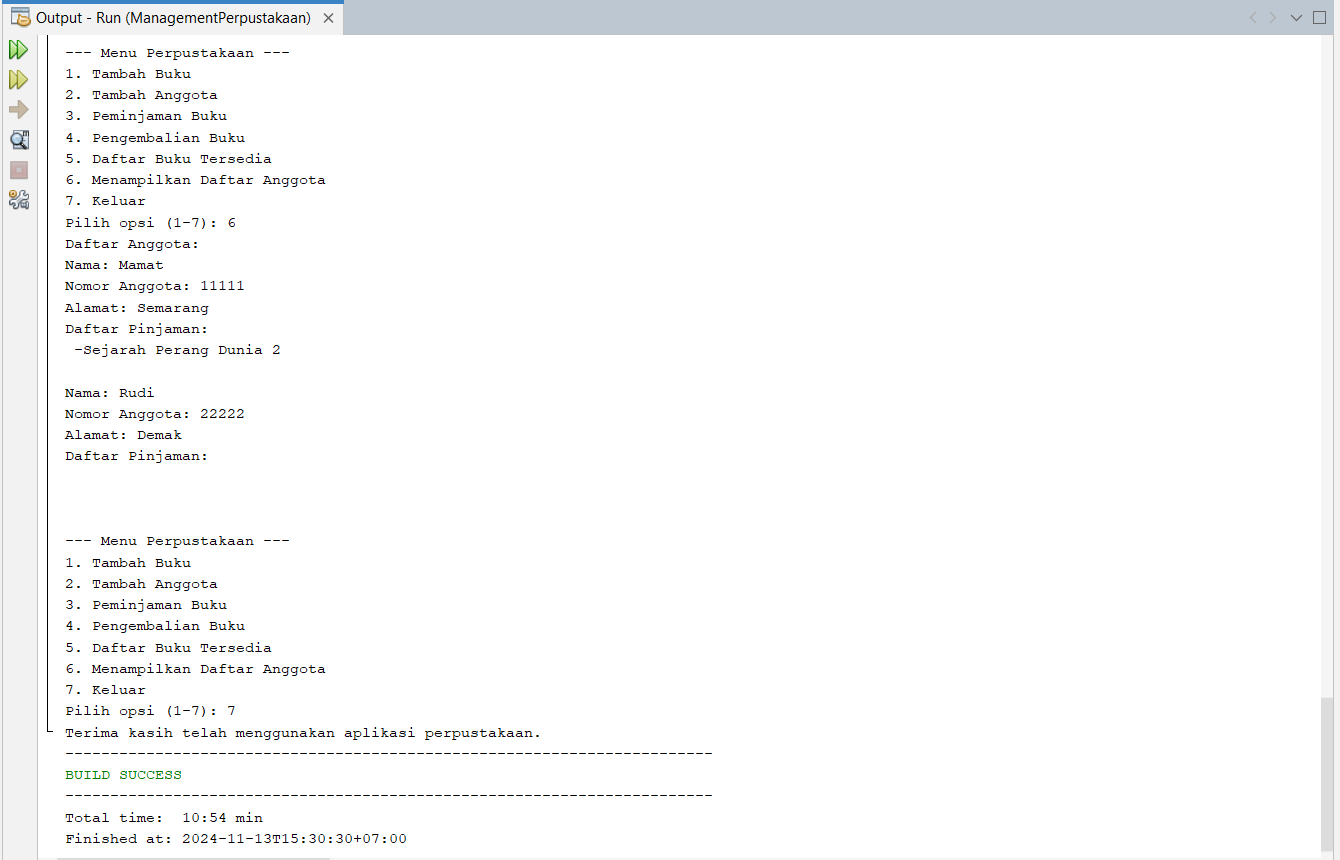 Output - Run (ManagementPerpustakaan)
--- Menu Perpustakaan ---
1. Tambah Buku
2. Tambah Anggota
3. Peminjaman Buku
4. Pengembalian Buku
5. Daftar Buku Tersedia
6. Menampilkan Daftar Anggota
7. Keluar
Pilih opsi (1-7): 6
Daftar Anggota:
Nama: Mamat
Nomor Anggota: 11111
Alamat: Semarang
Daftar Pinjaman:
-Sejarah Perang Dunia 2
Nama: Rudi
Nomor Anggota: 22222
Alamat: Demak
Daftar Pinjaman:
--- Menu Perpustakaan ---
1. Tambah Buku
2. Tambah Anggota
3. Peminjaman Buku
4. Pengembalian Buku
5. Daftar Buku Tersedia
6. Menampilkan Daftar Anggota
7. Keluar
Pilih opsi (1-7): 7
Terima kasih telah menggunakan aplikasi perpustakaan.
------------------------------------------------------------------------
BUILD SUCCESS
------------------------------------------------------------------------
Total time:  10:54 min
Finished at: 2024-11-13T15:30:30+07:00